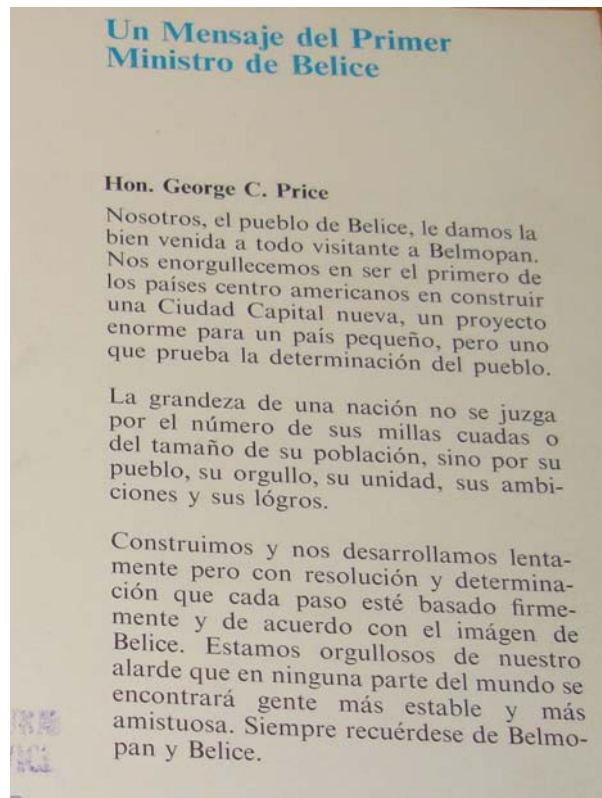 Un Mensaje del Primer
Ministro de Belice
Hon. George C. Price
Nosotros, el pueblo de Belice, le damos la
bien venida a todo visitante a Belmopan.
Nos enorgullecemos en ser el primero de
los países centro americanos en construir
una Ciudad Capital nueva, un proyecto
enorme para un país pequeño, pero uno
que prueba la determinación del pueblo.
La grandeza de una nación no se juzga
por el número de sus millas cuadas o
del tamaño de su población, sino por su
pueblo, su orgullo, su unidad, sus ambi-
ciones y sus lógros.
Construimos y nos desarrollamos lenta-
mente pero con resolución y determina-
ción que cada paso esté basado firme-
mente y de acuerdo con el imágen de
Belice. Estamos orgullosos de nuestro
alarde que en ninguna parte del mundo se
encontrará gente más estable y más
amistuosa. Siempre recuérdese de Belmo-
pan y Belice.